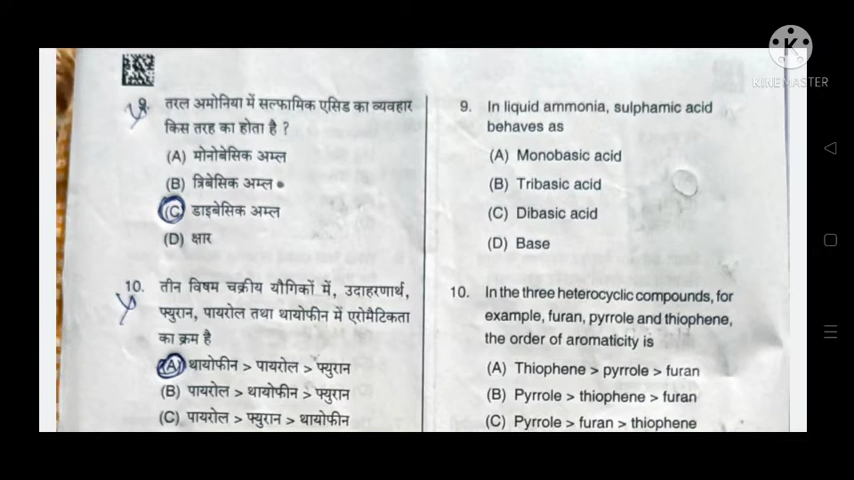 KINEMASTER
9. तरल अमोनिया में सल्फामिक एसिड का व्यवहार
किस तरह का होता है ?
(A) मोनोबेसिक अम्ल
(B) त्रिबेसिक अम्ल
(C) डाइबेसिक अम्ल
(D) क्षार
10. तीन विषम चक्रीय यौगिकों में, उदाहरणार्थ,
फ्युरान, पायरोल तथा थायोफीन में एरोमैटिकता
का क्रम है
(A) थायोफीन > पायरोल > फ्युरान
(B) पायरोल > थायोफीन > फ्युरान
(C) पायरोल > फ्युरान > थायोफीन
9. In liquid ammonia, sulphamic acid
behaves as
(A) Monobasic acid
(B) Tribasic acid
(C) Dibasic acid
(D) Base
10. In the three heterocyclic compounds, for
example, furan, pyrrole and thiophene,
the order of aromaticity is
(A) Thiophene > pyrrole > furan
(B) Pyrrole > thiophene > furan
(C) Pyrrole > furan > thiophene